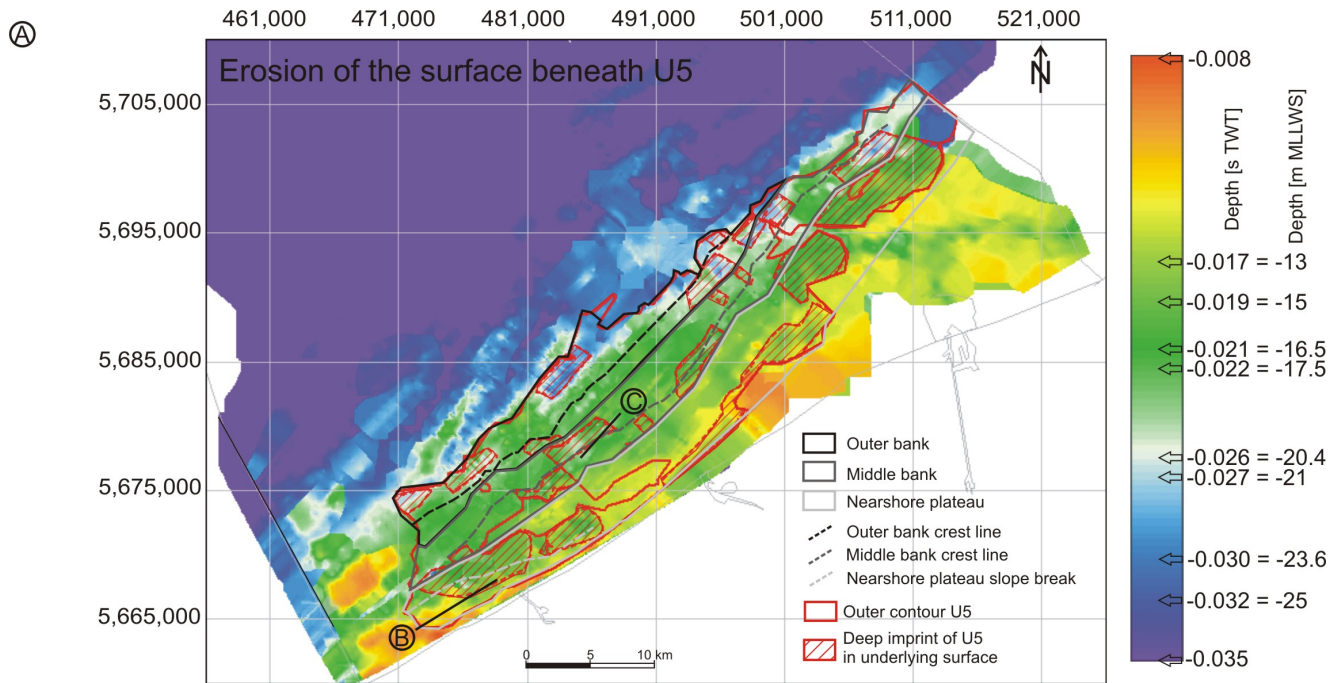 A
461,000 471,000 481,000 491,000 501,000 511,000 521,000
Erosion of the surface beneath U5
N
5,705,000
5,695,000
5,685,000
5,675,000
5,665,000
C
B
Outer bank
Middle bank
Nearshore plateau
Outer bank crest line
Middle bank crest line
Nearshore plateau slope break
Outer contour U5
Deep imprint of U5
in underlying surface
0 5 10 km
Depth [s TWT]
Depth [m MLLWS]
-0.008
-0.017 = -13
-0.019 = -15
-0.021 = -16.5
-0.022 = -17.5
-0.026 = -20.4
-0.027 = -21
-0.030 = -23.6
-0.032 = -25
-0.035